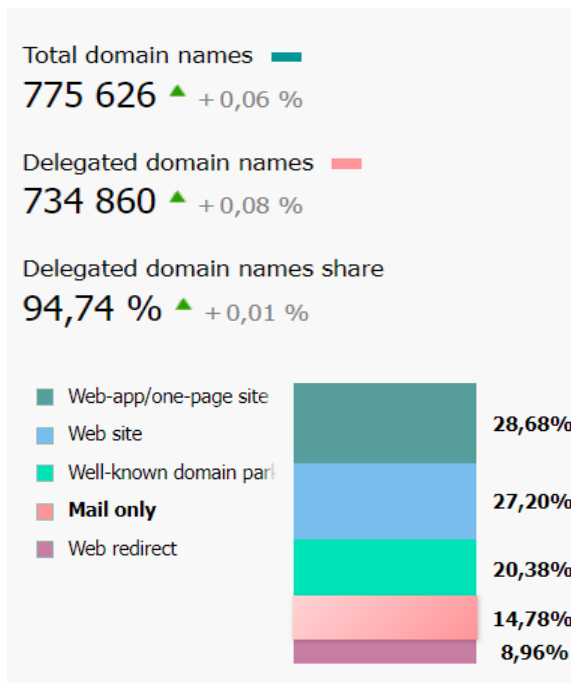 Total domain names
775 626 + 0,06 %
Delegated domain names
734 860 + 0,08 %
Delegated domain names share
94,74 % + 0,01 %
Web-app/one-page site
Web site
Well-known domain par
Mail only
Web redirect
28,68%
27,20%
20,38%
14,78%
8,96%